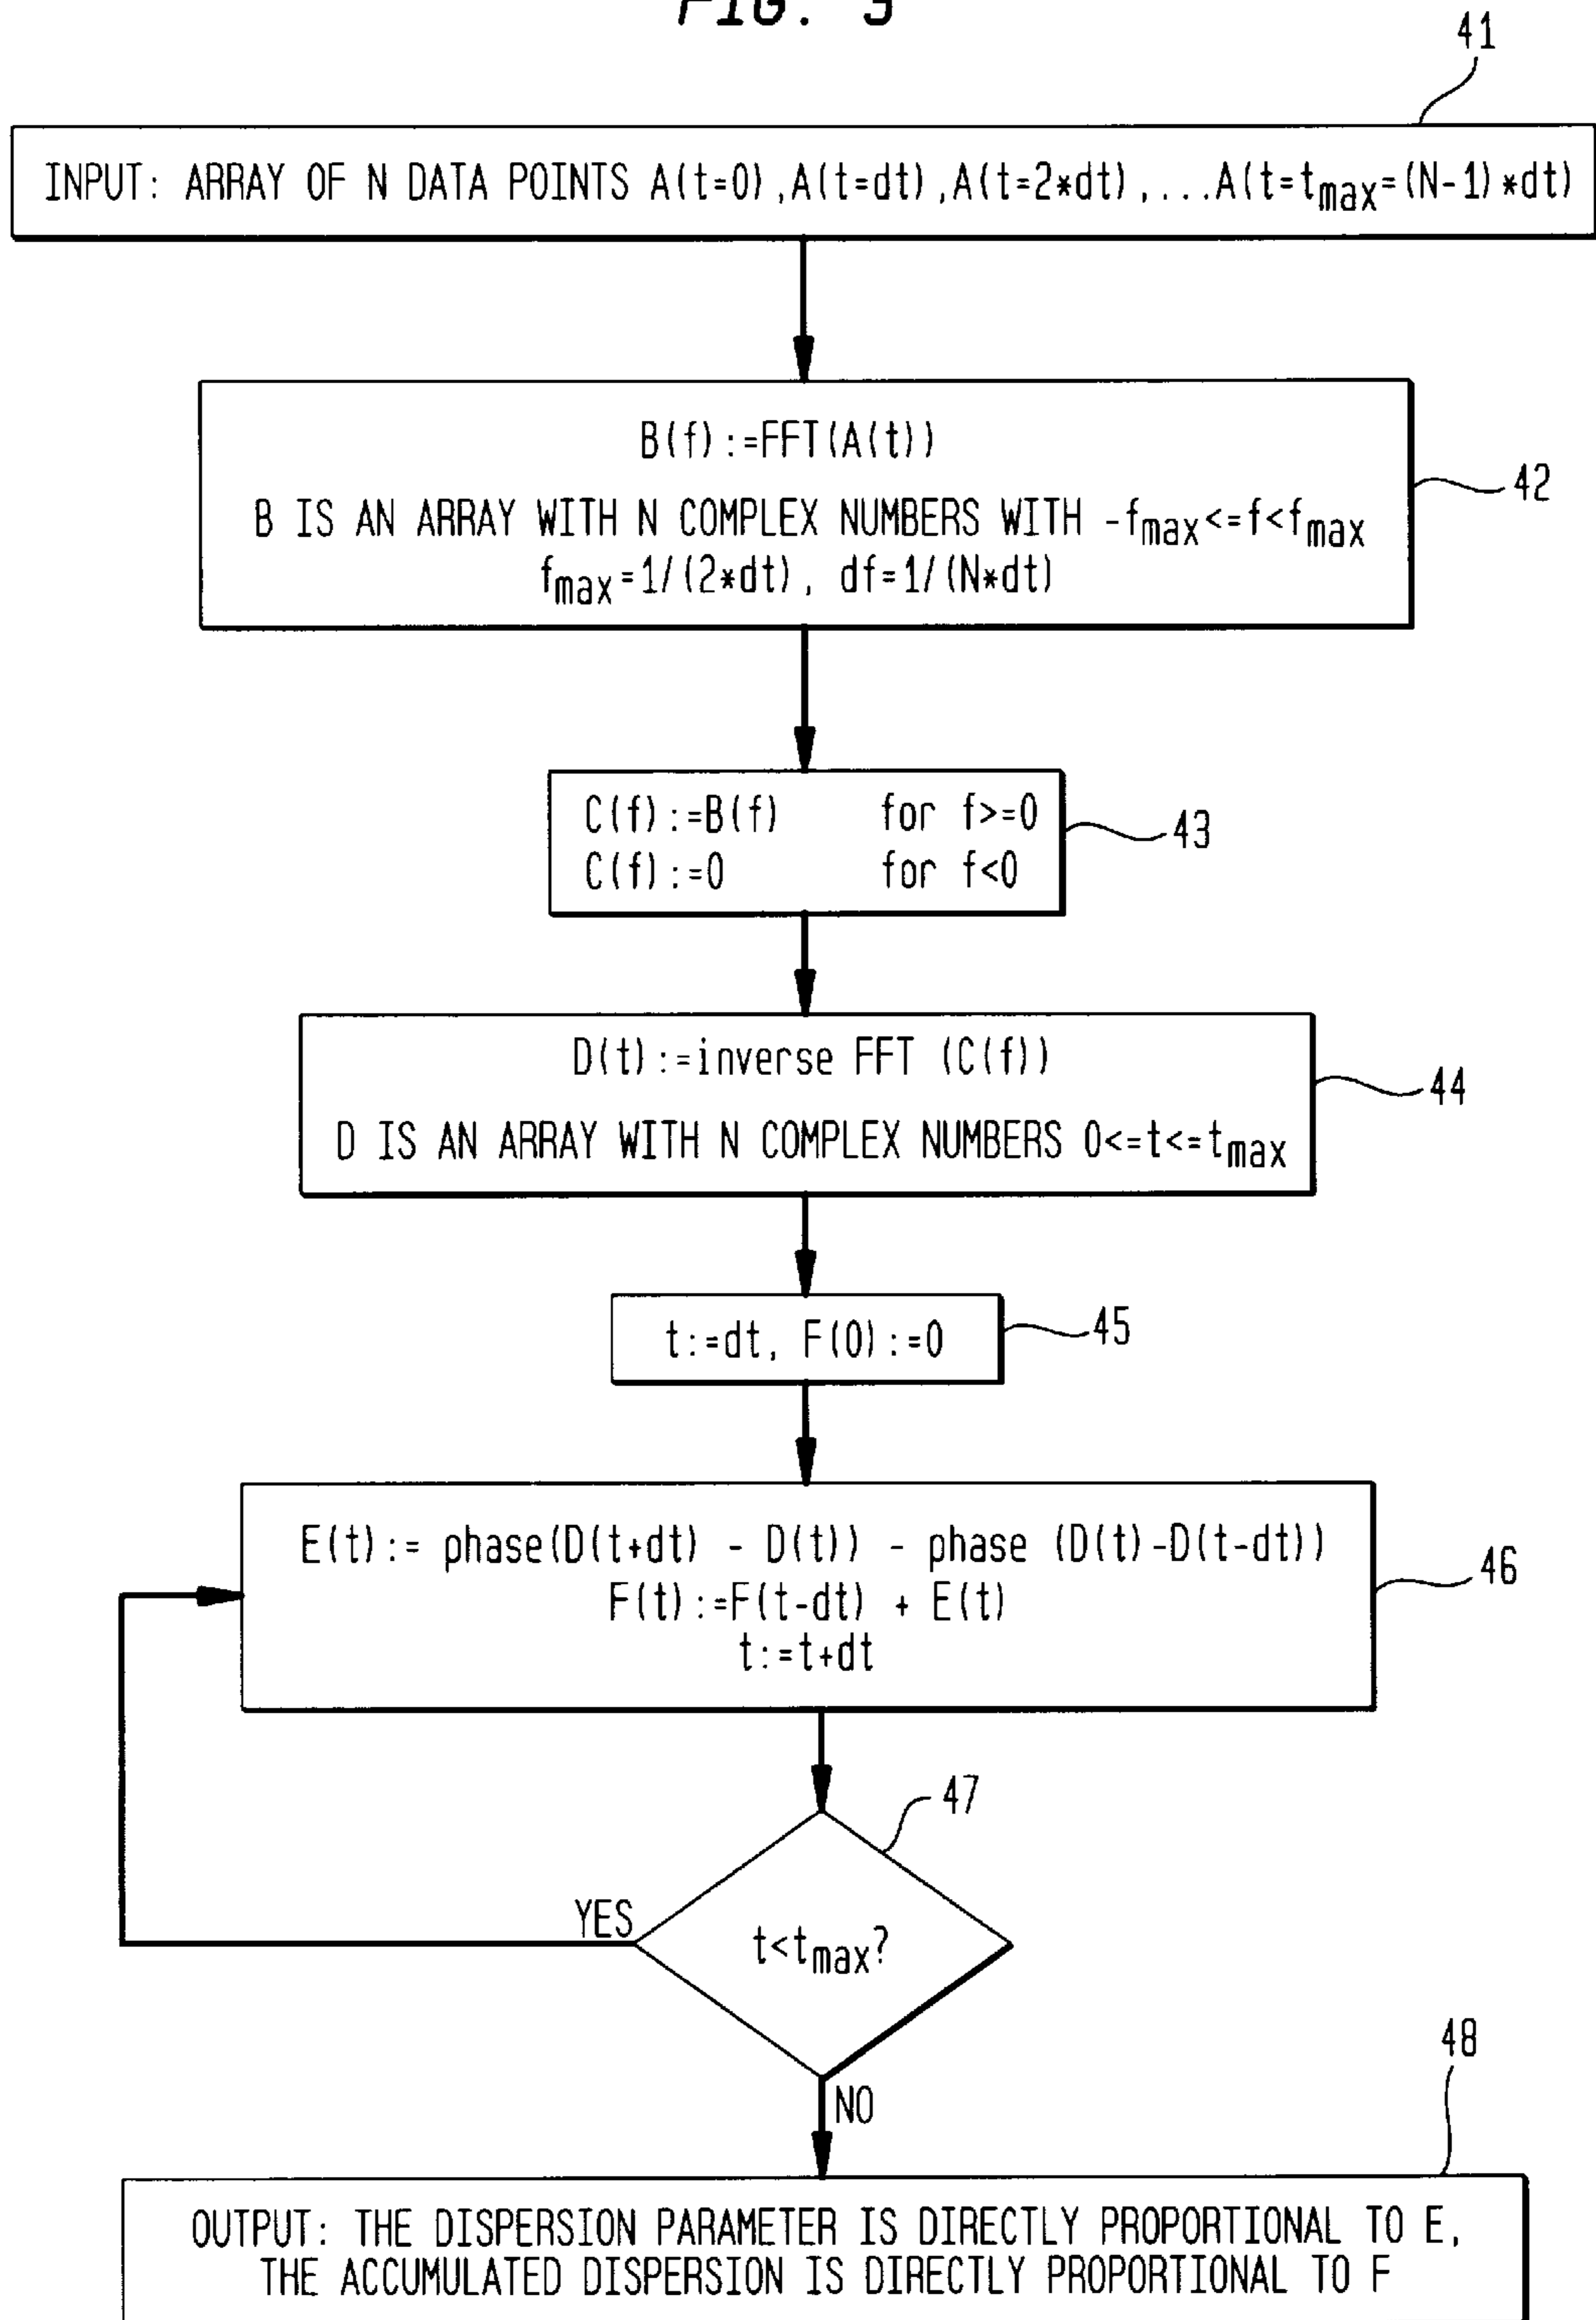 FIG. 3
41
INPUT: ARRAY OF N DATA POINTS A(t=0),A(t=dt),A(t=2*dt),...A(t=tmax=(N-1)*dt)
B(f):=FFT(A(t))
B IS AN ARRAY WITH N COMPLEX NUMBERS WITH -fmax<=f<fmax
fmax=1/(2*dt), df=1/(N*dt)
42
C(f):=B(f) for f>=0
C(f):=0 for f<0
43
D(t):=inverse FFT (C(f))
D IS AN ARRAY WITH N COMPLEX NUMBERS 0<=t<=tmax
44
t:=dt, F(0):=0
45
E(t):= phase(D(t+dt) - D(t)) - phase (D(t)-D(t-dt))
F(t):=F(t-dt) + E(t)
t:=t+dt
46
47
YES
t<tmax?
NO
48
OUTPUT: THE DISPERSION PARAMETER IS DIRECTLY PROPORTIONAL TO E,
THE ACCUMULATED DISPERSION IS DIRECTLY PROPORTIONAL TO F